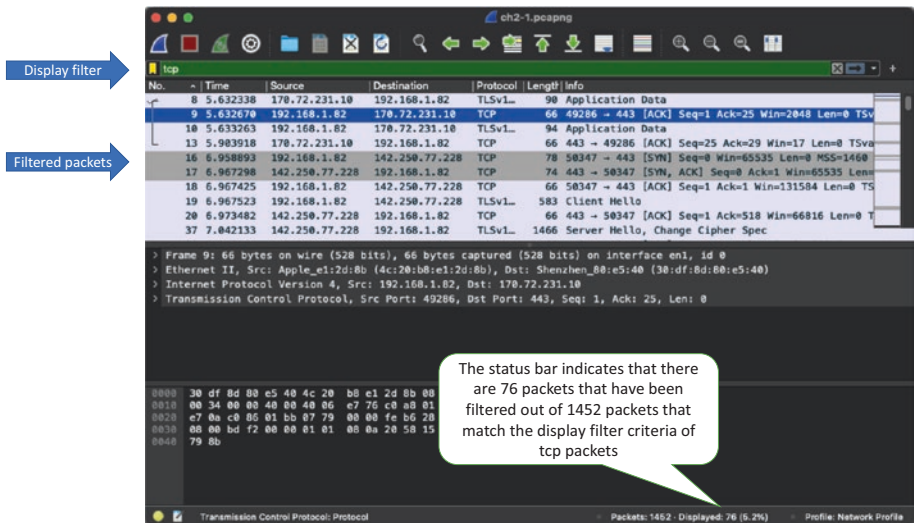 ch2-1.pcapng
Display filter
tcp
No. Time Source Destination Protocol Length Info
8 5.632338 170.72.231.10 192.168.1.82 TLSv1… 90 Application Data
9 5.632670 192.168.1.82 170.72.231.10 TCP 66 49286 → 443 [ACK] Seq=1 Ack=25 Win=2048 Len=0 TSv
10 5.633263 192.168.1.82 170.72.231.10 TLSv1… 94 Application Data
13 5.903918 170.72.231.10 192.168.1.82 TCP 66 443 → 49286 [ACK] Seq=25 Ack=29 Win=17 Len=0 TSva
Filtered packets
16 6.958893 192.168.1.82 142.250.77.228 TCP 78 50347 → 443 [SYN] Seq=0 Win=65535 Len=0 MSS=1460
17 6.967298 142.250.77.228 192.168.1.82 TCP 74 443 → 50347 [SYN, ACK] Seq=0 Ack=1 Win=65535 Len=
18 6.967425 192.168.1.82 142.250.77.228 TCP 66 50347 → 443 [ACK] Seq=1 Ack=1 Win=131584 Len=0 TS
19 6.967523 192.168.1.82 142.250.77.228 TLSv1… 583 Client Hello
20 6.973482 142.250.77.228 192.168.1.82 TCP 66 443 → 50347 [ACK] Seq=1 Ack=518 Win=66816 Len=0 T
37 7.042133 142.250.77.228 192.168.1.82 TLSv1… 1466 Server Hello, Change Cipher Spec
Frame 9: 66 bytes on wire (528 bits), 66 bytes captured (528 bits) on interface en1, id 0
Ethernet II, Src: Apple_e1:2d:8b (4c:20:b8:e1:2d:8b), Dst: Shenzhen_80:e5:40 (30:df:8d:80:e5:40)
Internet Protocol Version 4, Src: 192.168.1.82, Dst: 170.72.231.10
Transmission Control Protocol, Src Port: 49286, Dst Port: 443, Seq: 1, Ack: 25, Len: 0
The status bar indicates that there
are 76 packets that have been
filtered out of 1452 packets that
match the display filter criteria of
tcp packets
0000 30 df 8d 80 e5 40 4c 20 b8 e1 2d 8b 08
0010 00 34 00 00 40 00 40 06 e7 76 c0 a8 01
0020 e7 0a c0 86 01 bb 07 79 00 00 fe b6 28
0030 08 00 bd f2 00 00 01 01 08 0a 20 58 15
0040 79 8b
Transmission Control Protocol: Protocol
Packets: 1452 · Displayed: 76 (5.2%)
Profile: Network Profile